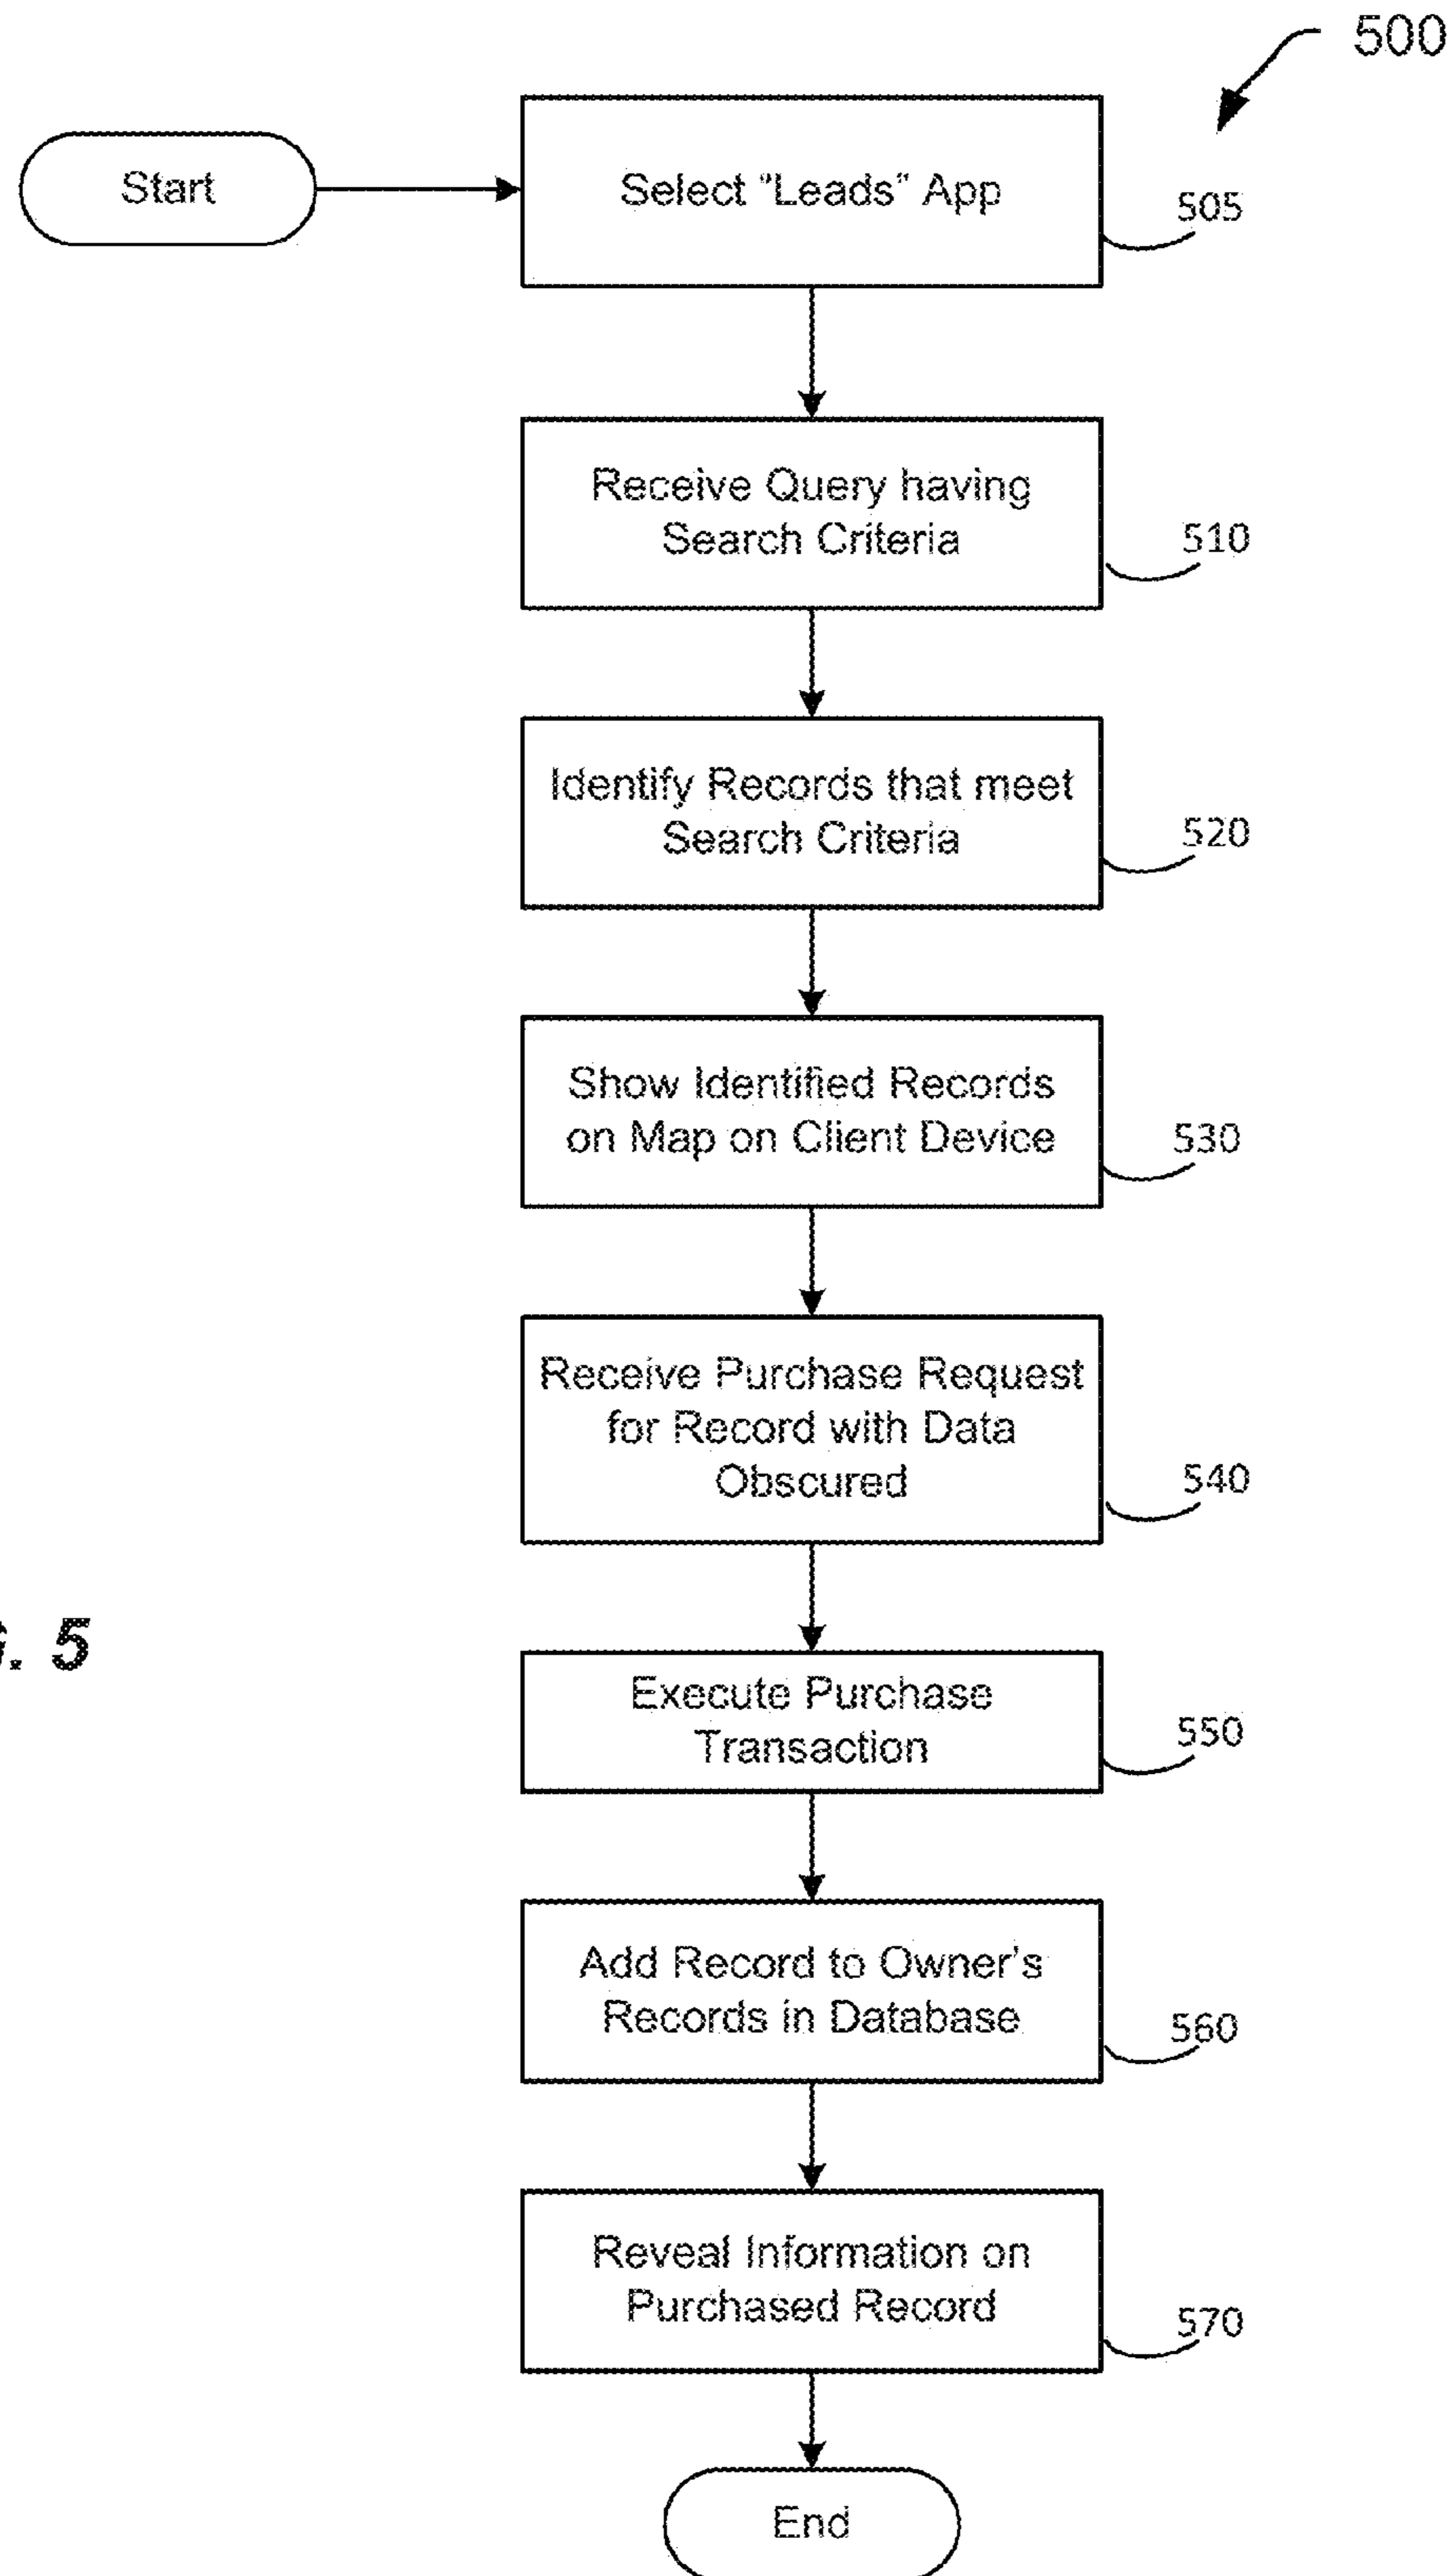 500
Start
Select “Leads” App
505
Receive Query having
Search Criteria
510
Identify Records that meet
Search Criteria
520
Show Identified Records
on Map on Client Device
530
Receive Purchase Request
for Record with Data
Obscured
540
. 5
Execute Purchase
Transaction
550
Add Record to Owner's
Records in Database
560
Reveal Information on
Purchased Record
570
End